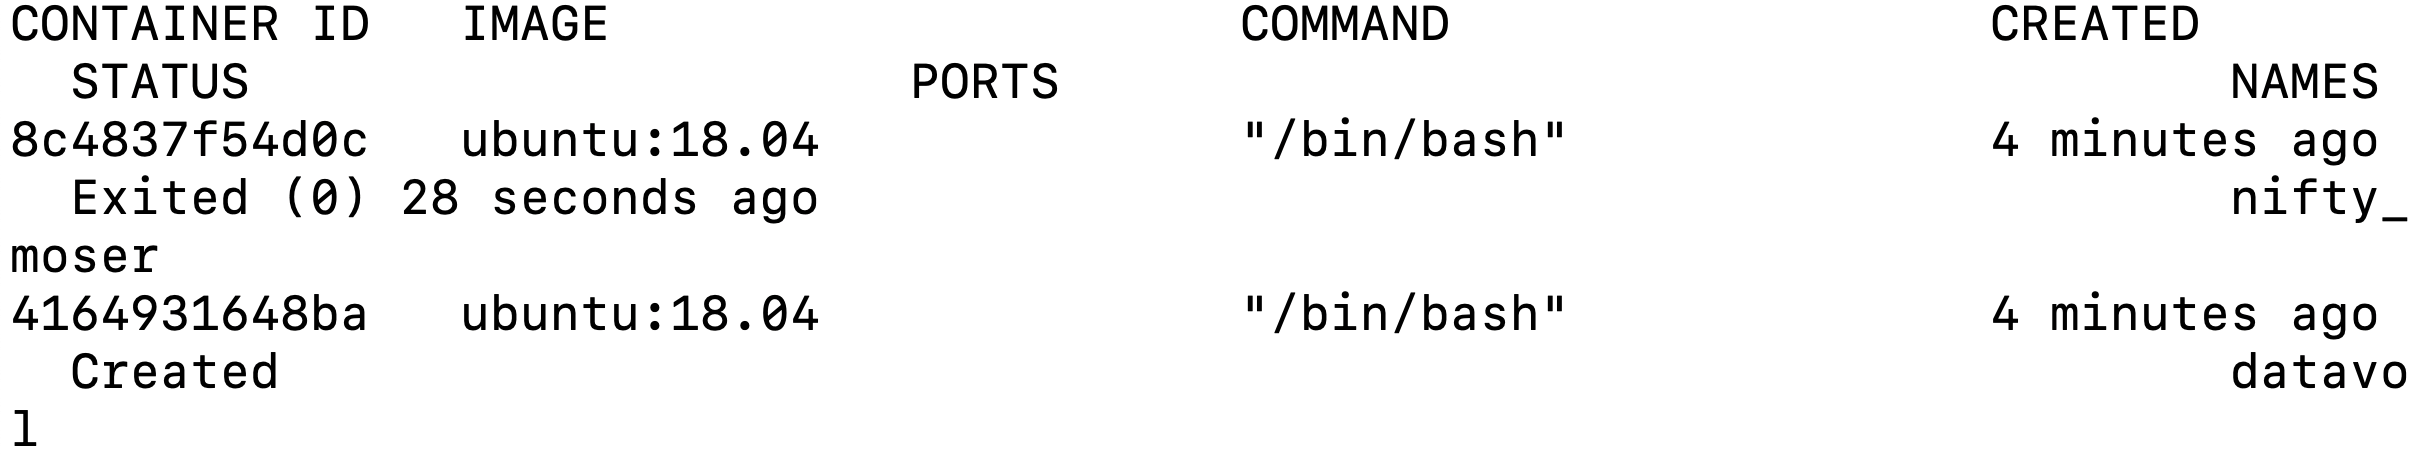 CONTAINER ID   IMAGE                     COMMAND                  CREATED
  STATUS                      PORTS                                       NAMES
8c4837f54d0c   ubuntu:18.04              "/bin/bash"              4 minutes ago
  Exited (0) 28 seconds ago                                               nifty_
moser
4164931648ba   ubuntu:18.04              "/bin/bash"              4 minutes ago
  Created                                                                 datavo
l